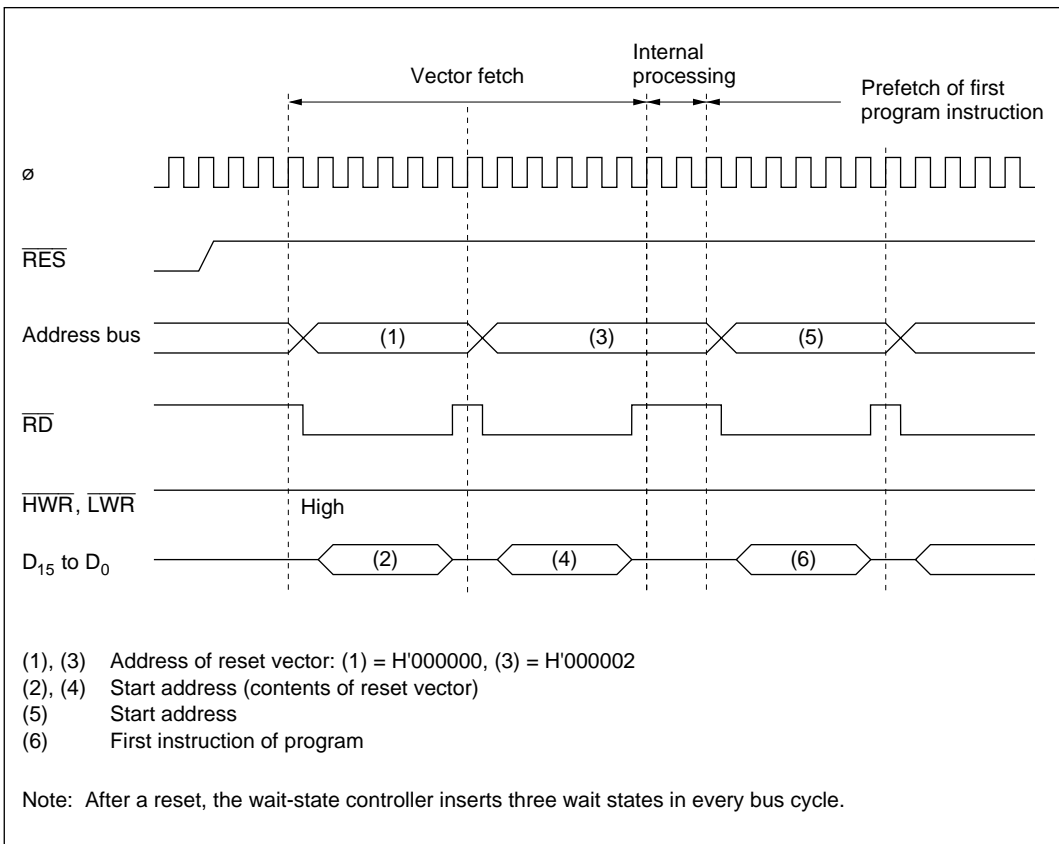 Vector fetch
Internal
processing
Prefetch of first
program instruction
ø
RES
Address bus
(1)
(3)
(5)
RD
HWR, LWR
High
D15 to D0
(2)
(4)
(6)
(1), (3) Address of reset vector: (1) = H'000000, (3) = H'000002
(2), (4) Start address (contents of reset vector)
(5) Start address
(6) First instruction of program
Note: After a reset, the wait-state controller inserts three wait states in every bus cycle.